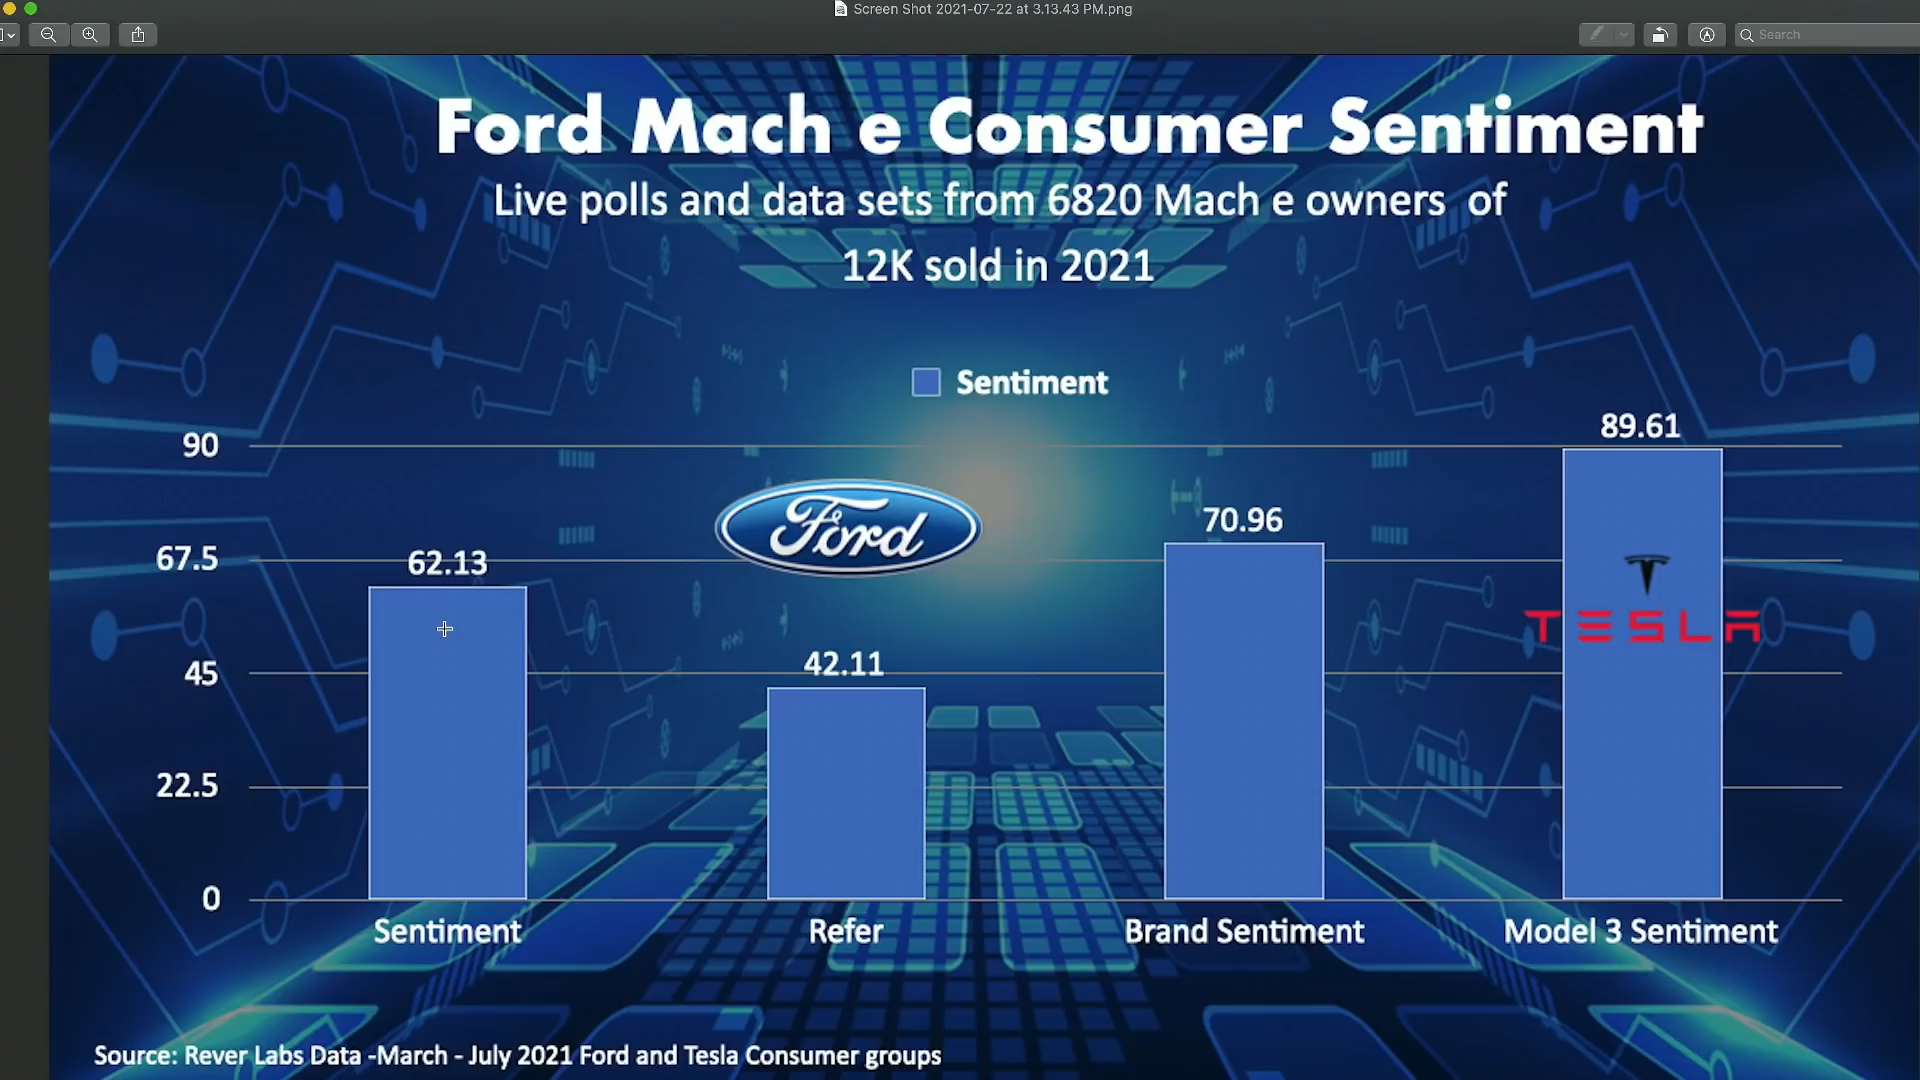 Screen Shot 2021-07-22 at 3.13.43 PM.png
Search
Ford Mach e Consumer Sentiment
Live polls and data sets from 6820 Mach e owners of
12K sold in 2021
Sentiment
90
67.5
45
22.5
0
62.13
42.11
70.96
89.61
Ford
TESLA
Sentiment
Refer
Brand Sentiment
Model 3 Sentiment
Source: Rever Labs Data -March - July 2021 Ford and Tesla Consumer groups